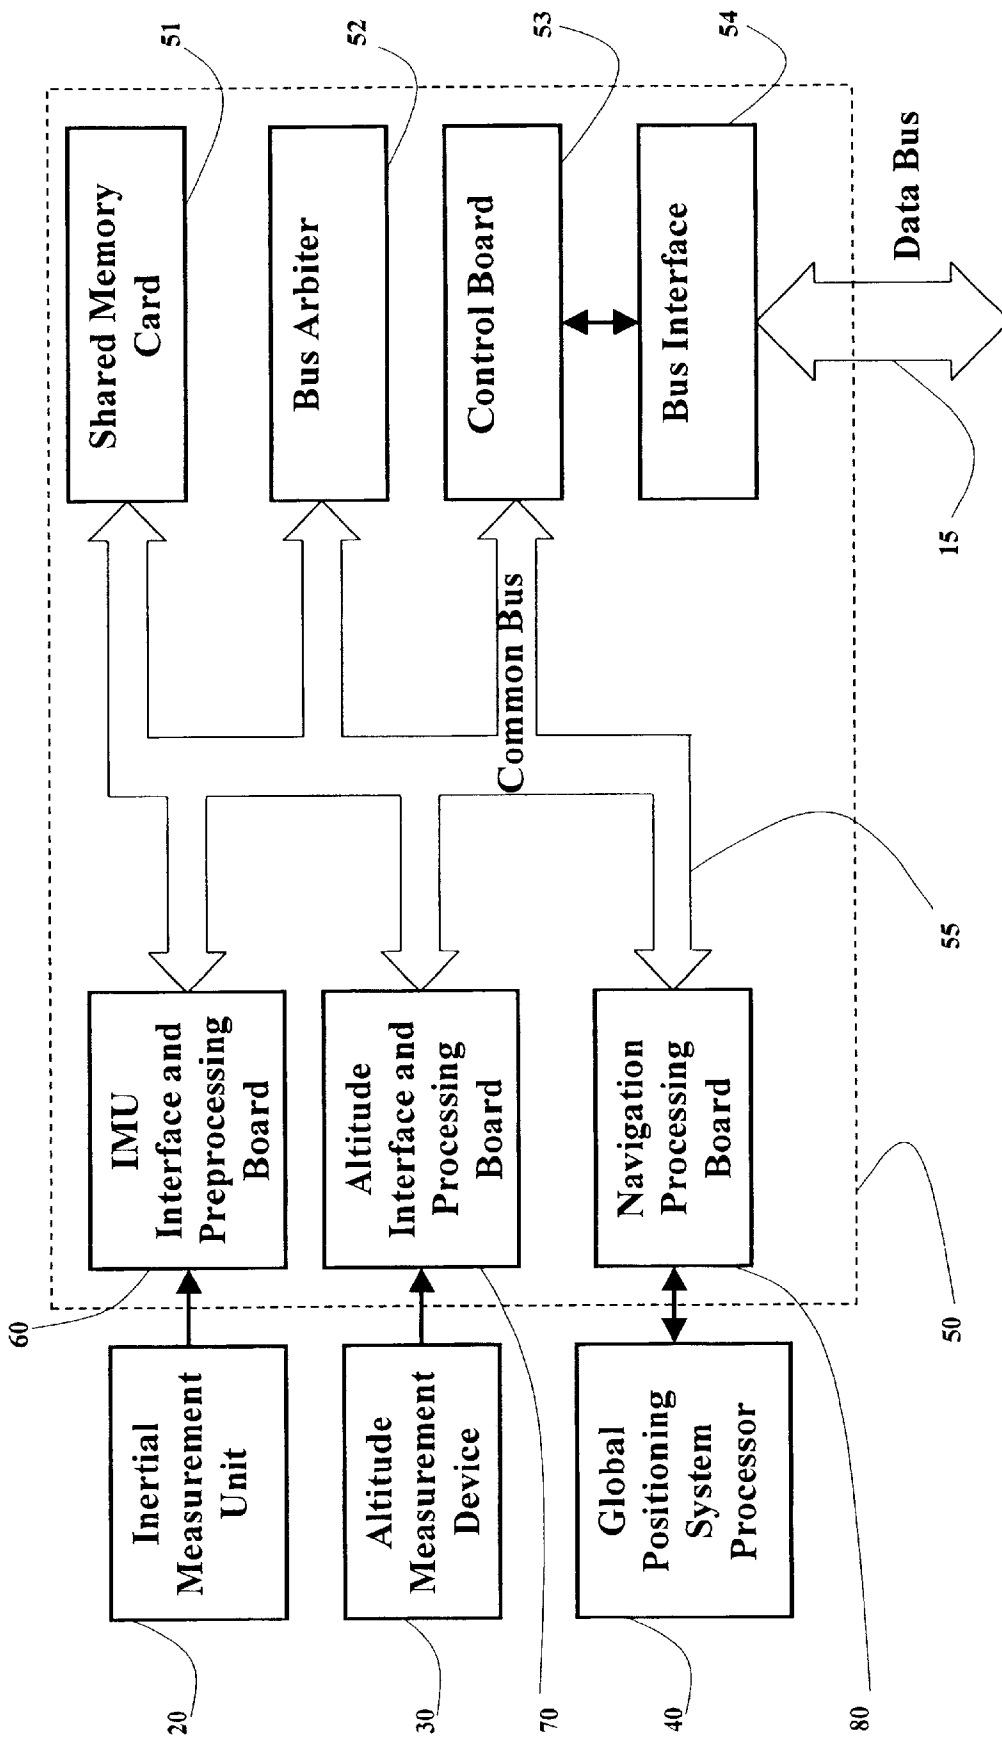 20
Inertial
Measurement
Unit
60
IMU
Interface and
Preprocessing
Board
Shared Memory
Card
51
30
Altitude
Measurement
Device
70
Altitude
Interface and
Processing
Board
Bus Arbiter
52
40
Global
Positioning
System
Processor
80
Navigation
Processing
Board
Common Bus
Control Board
53
Bus Interface
54
50
55
15
Data Bus